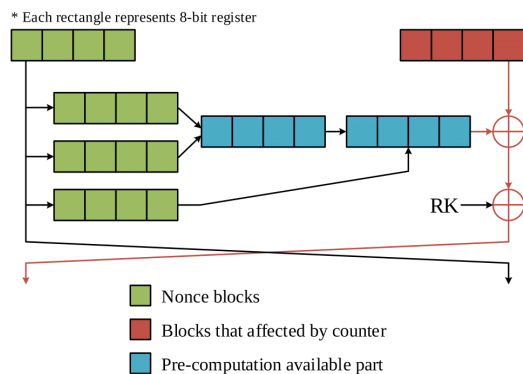 * Each rectangle represents 8-bit register
RK
Nonce blocks
Blocks that affected by counter
Pre-computation available part